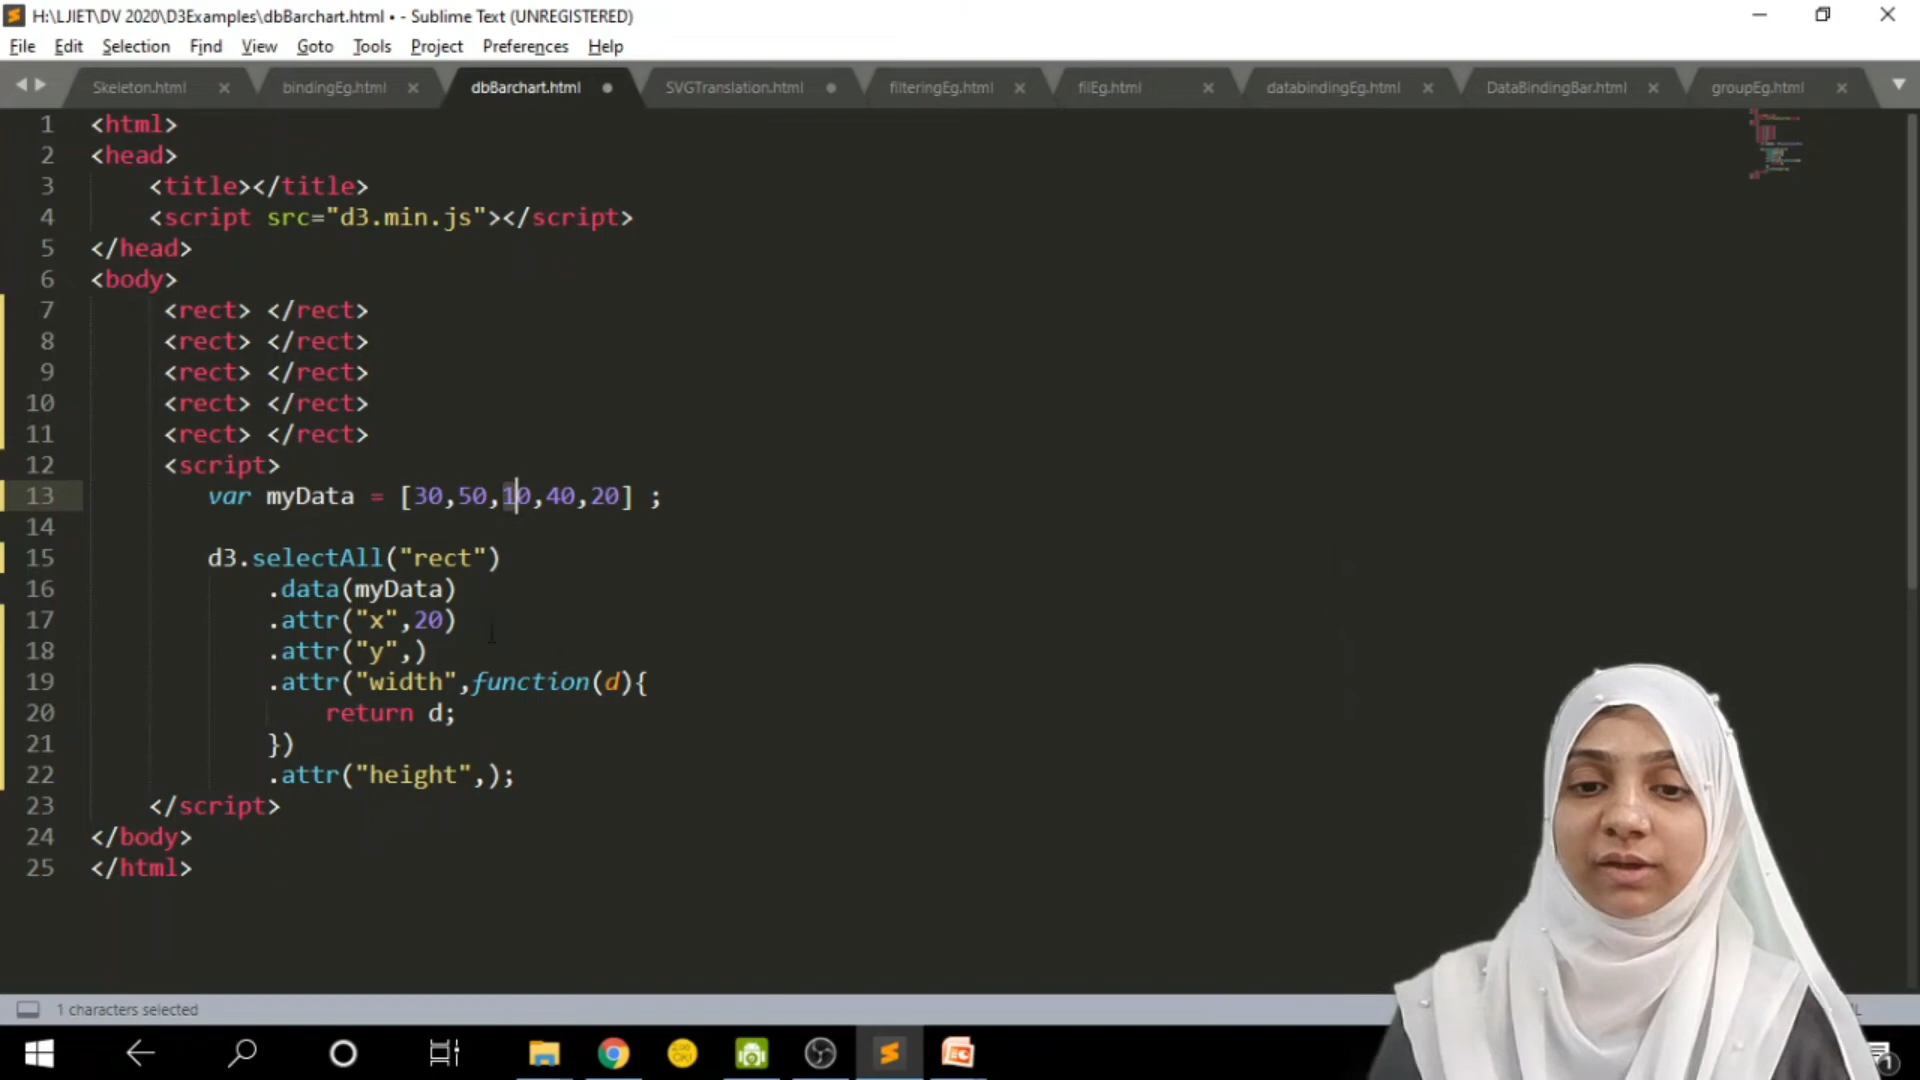 H:\LJIET\DV 2020\D3Examples\dbBarchart.html • - Sublime Text (UNREGISTERED)
File Edit Selection Find View Goto Tools Project Preferences Help
Skeleton.html bindingEg.html dbBarchart.html SVGTranslation.html filteringEg.html filEg.html databindingEg.html DataBindingBar.html groupEg.html
1 <html>
2 <head>
3 <title></title>
4 <script src="d3.min.js"></script>
5 </head>
6 <body>
7 <rect> </rect>
8 <rect> </rect>
9 <rect> </rect>
10 <rect> </rect>
11 <rect> </rect>
12 <script>
13 var myData = [30,50,10,40,20] ;
14
15 d3.selectAll("rect")
16 .data(myData)
17 .attr("x",20)
18 .attr("y",)
19 .attr("width",function(d){
20 return d;
21 })
22 .attr("height",);
23 </script>
24 </body>
25 </html>
1 characters selected
1